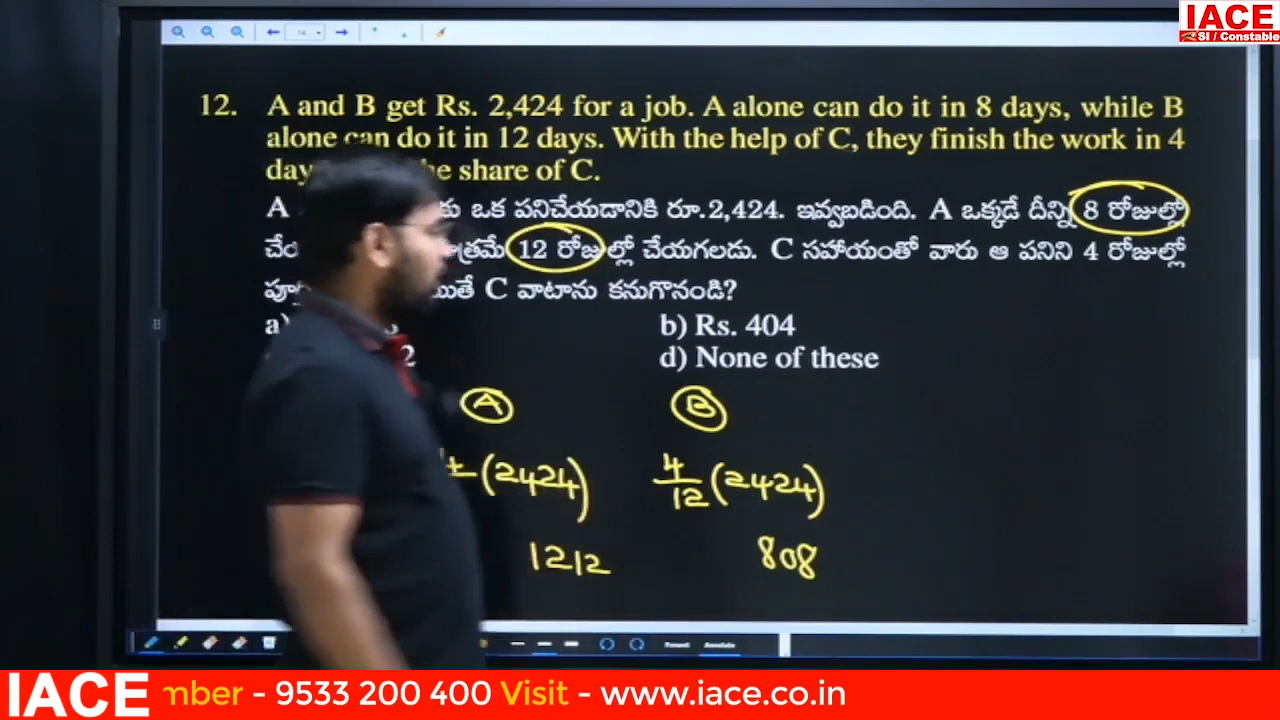 IACE
SI / Constable
14
12. A and B get Rs. 2,424 for a job. A alone can do it in 8 days, while B
alone can do it in 12 days. With the help of C, they finish the work in 4
day share of C.
A ఒక పనిచేయడానికి రూ.2,424. ఇవ్వబడింది. A ఒక్కడే దీన్ని 8 రోజుల్లో
12 రోజుల్లో చేయగలడు. C సహాయంతో వారు ఆ పనిని 4 రోజుల్లో
C వాటాను కనుగొనండి?
a) b) Rs. 404
2 d) None of these
A B
(2424) 4/12 (2424)
1212 808
IACE mber - 9533 200 400 Visit - www.iace.co.in